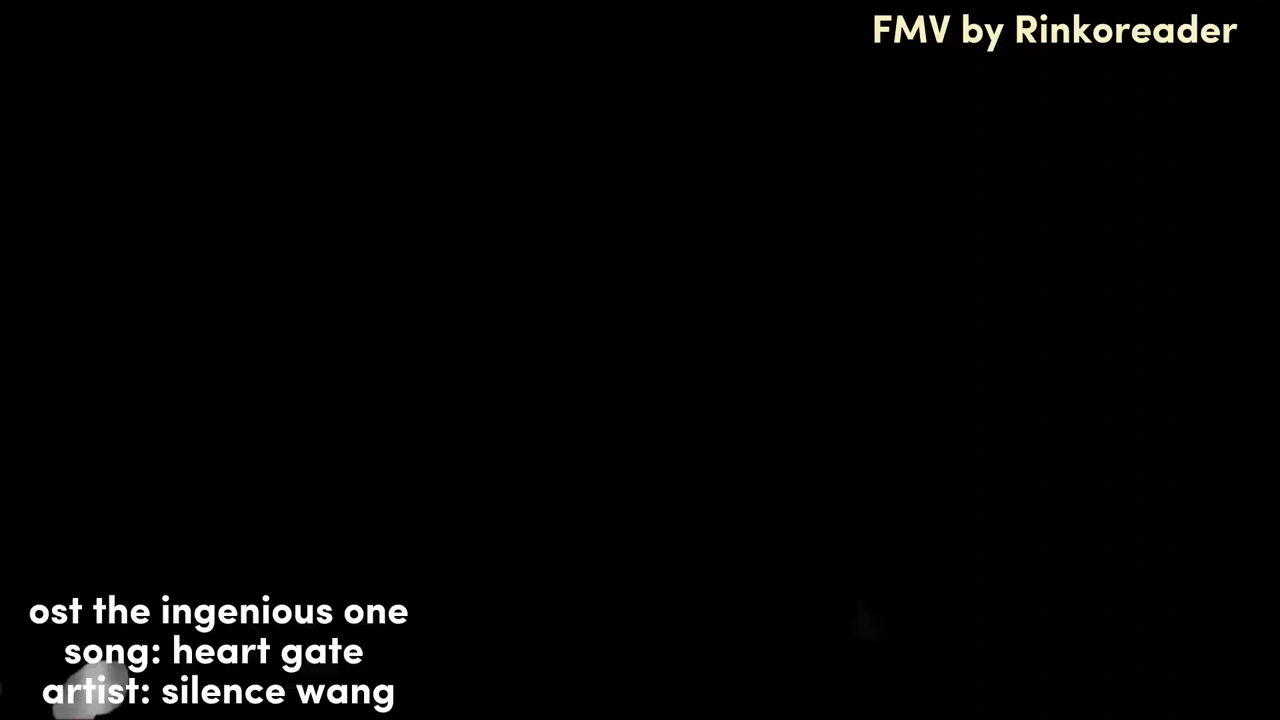 FMV by Rinkoreader
ost the ingenious one
song: heart gate
artist: silence wang